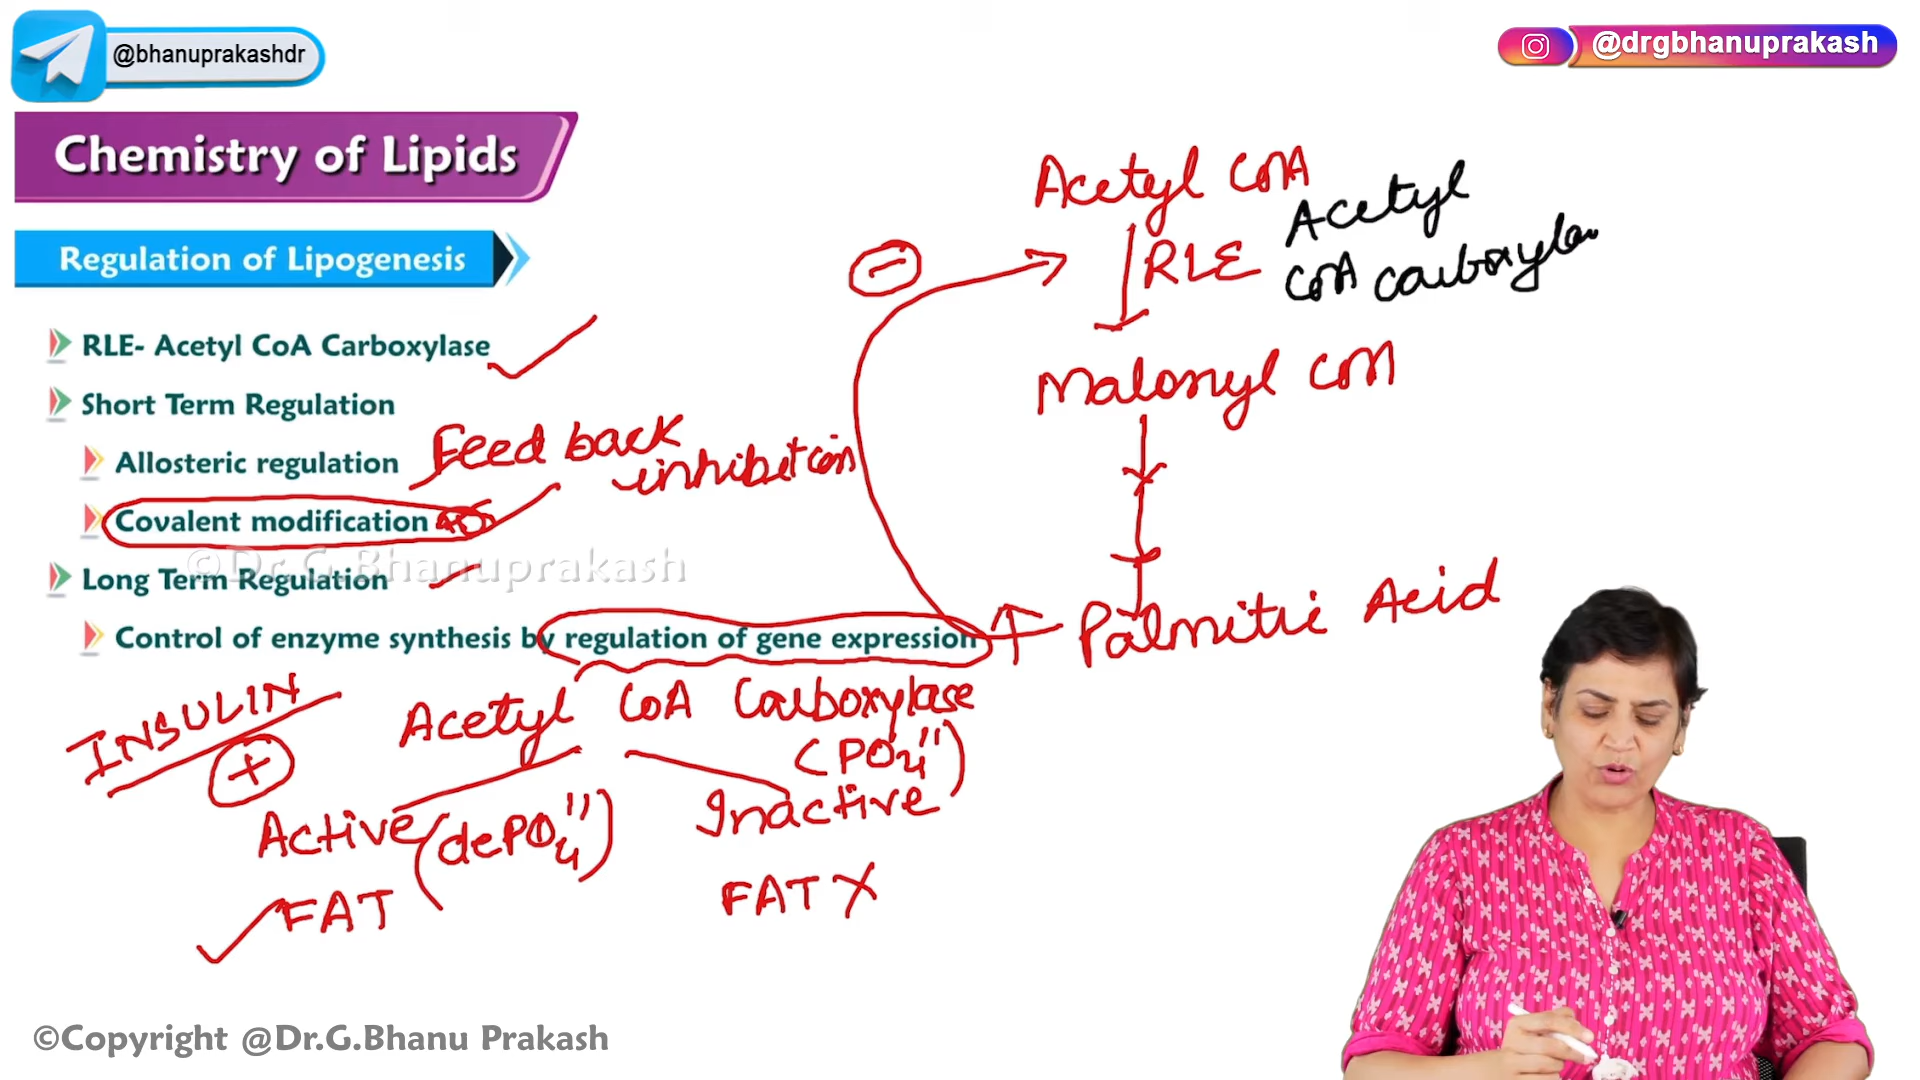 @bhanuprakashdr
@drgbhanuprakash
Chemistry of Lipids
Regulation of Lipogenesis
RLE- Acetyl CoA Carboxylase
Short Term Regulation
Allosteric regulation
Feed back
inhibition
Covalent modification
Long Term Regulation
©Dr.G.Bhanuprakash
Control of enzyme synthesis by regulation of gene expression
INSULIN
+
Acetyl CoA Carboxylase
(PO4'')
Active (dePO4'')
Inactive
FAT
FAT X
Acetyl CoA
RLE
Acetyl
CoA carboxylas
Malonyl CoA
↑ Palmitic Acid
−
©Copyright @Dr.G.Bhanu Prakash